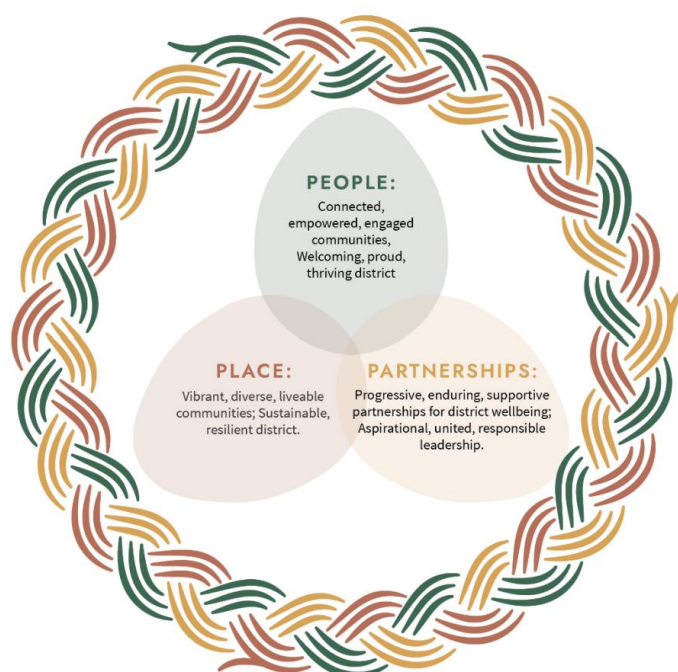 PEOPLE:
Connected,
empowered, engaged
communities,
Welcoming, proud,
thriving district
PLACE:
Vibrant, diverse, liveable
communities; Sustainable,
resilient district.
PARTNERSHIPS:
Progressive, enduring, supportive
partnerships for district wellbeing;
Aspirational, united, responsible
leadership.